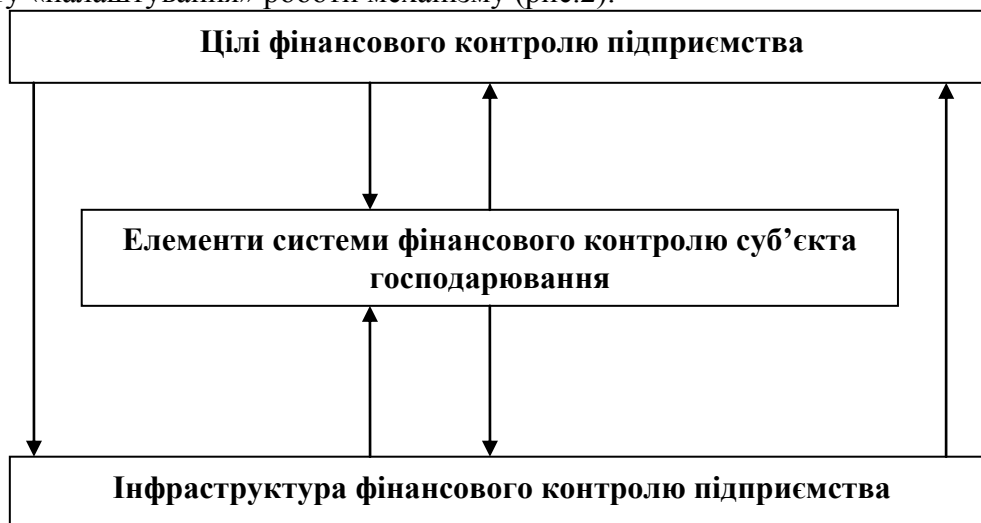 «налаштування» роботи механізму (рис.2).
Цілі фінансового контролю підприємства
Елементи системи фінансового контролю суб’єкта
господарювання
Інфраструктура фінансового контролю підприємства